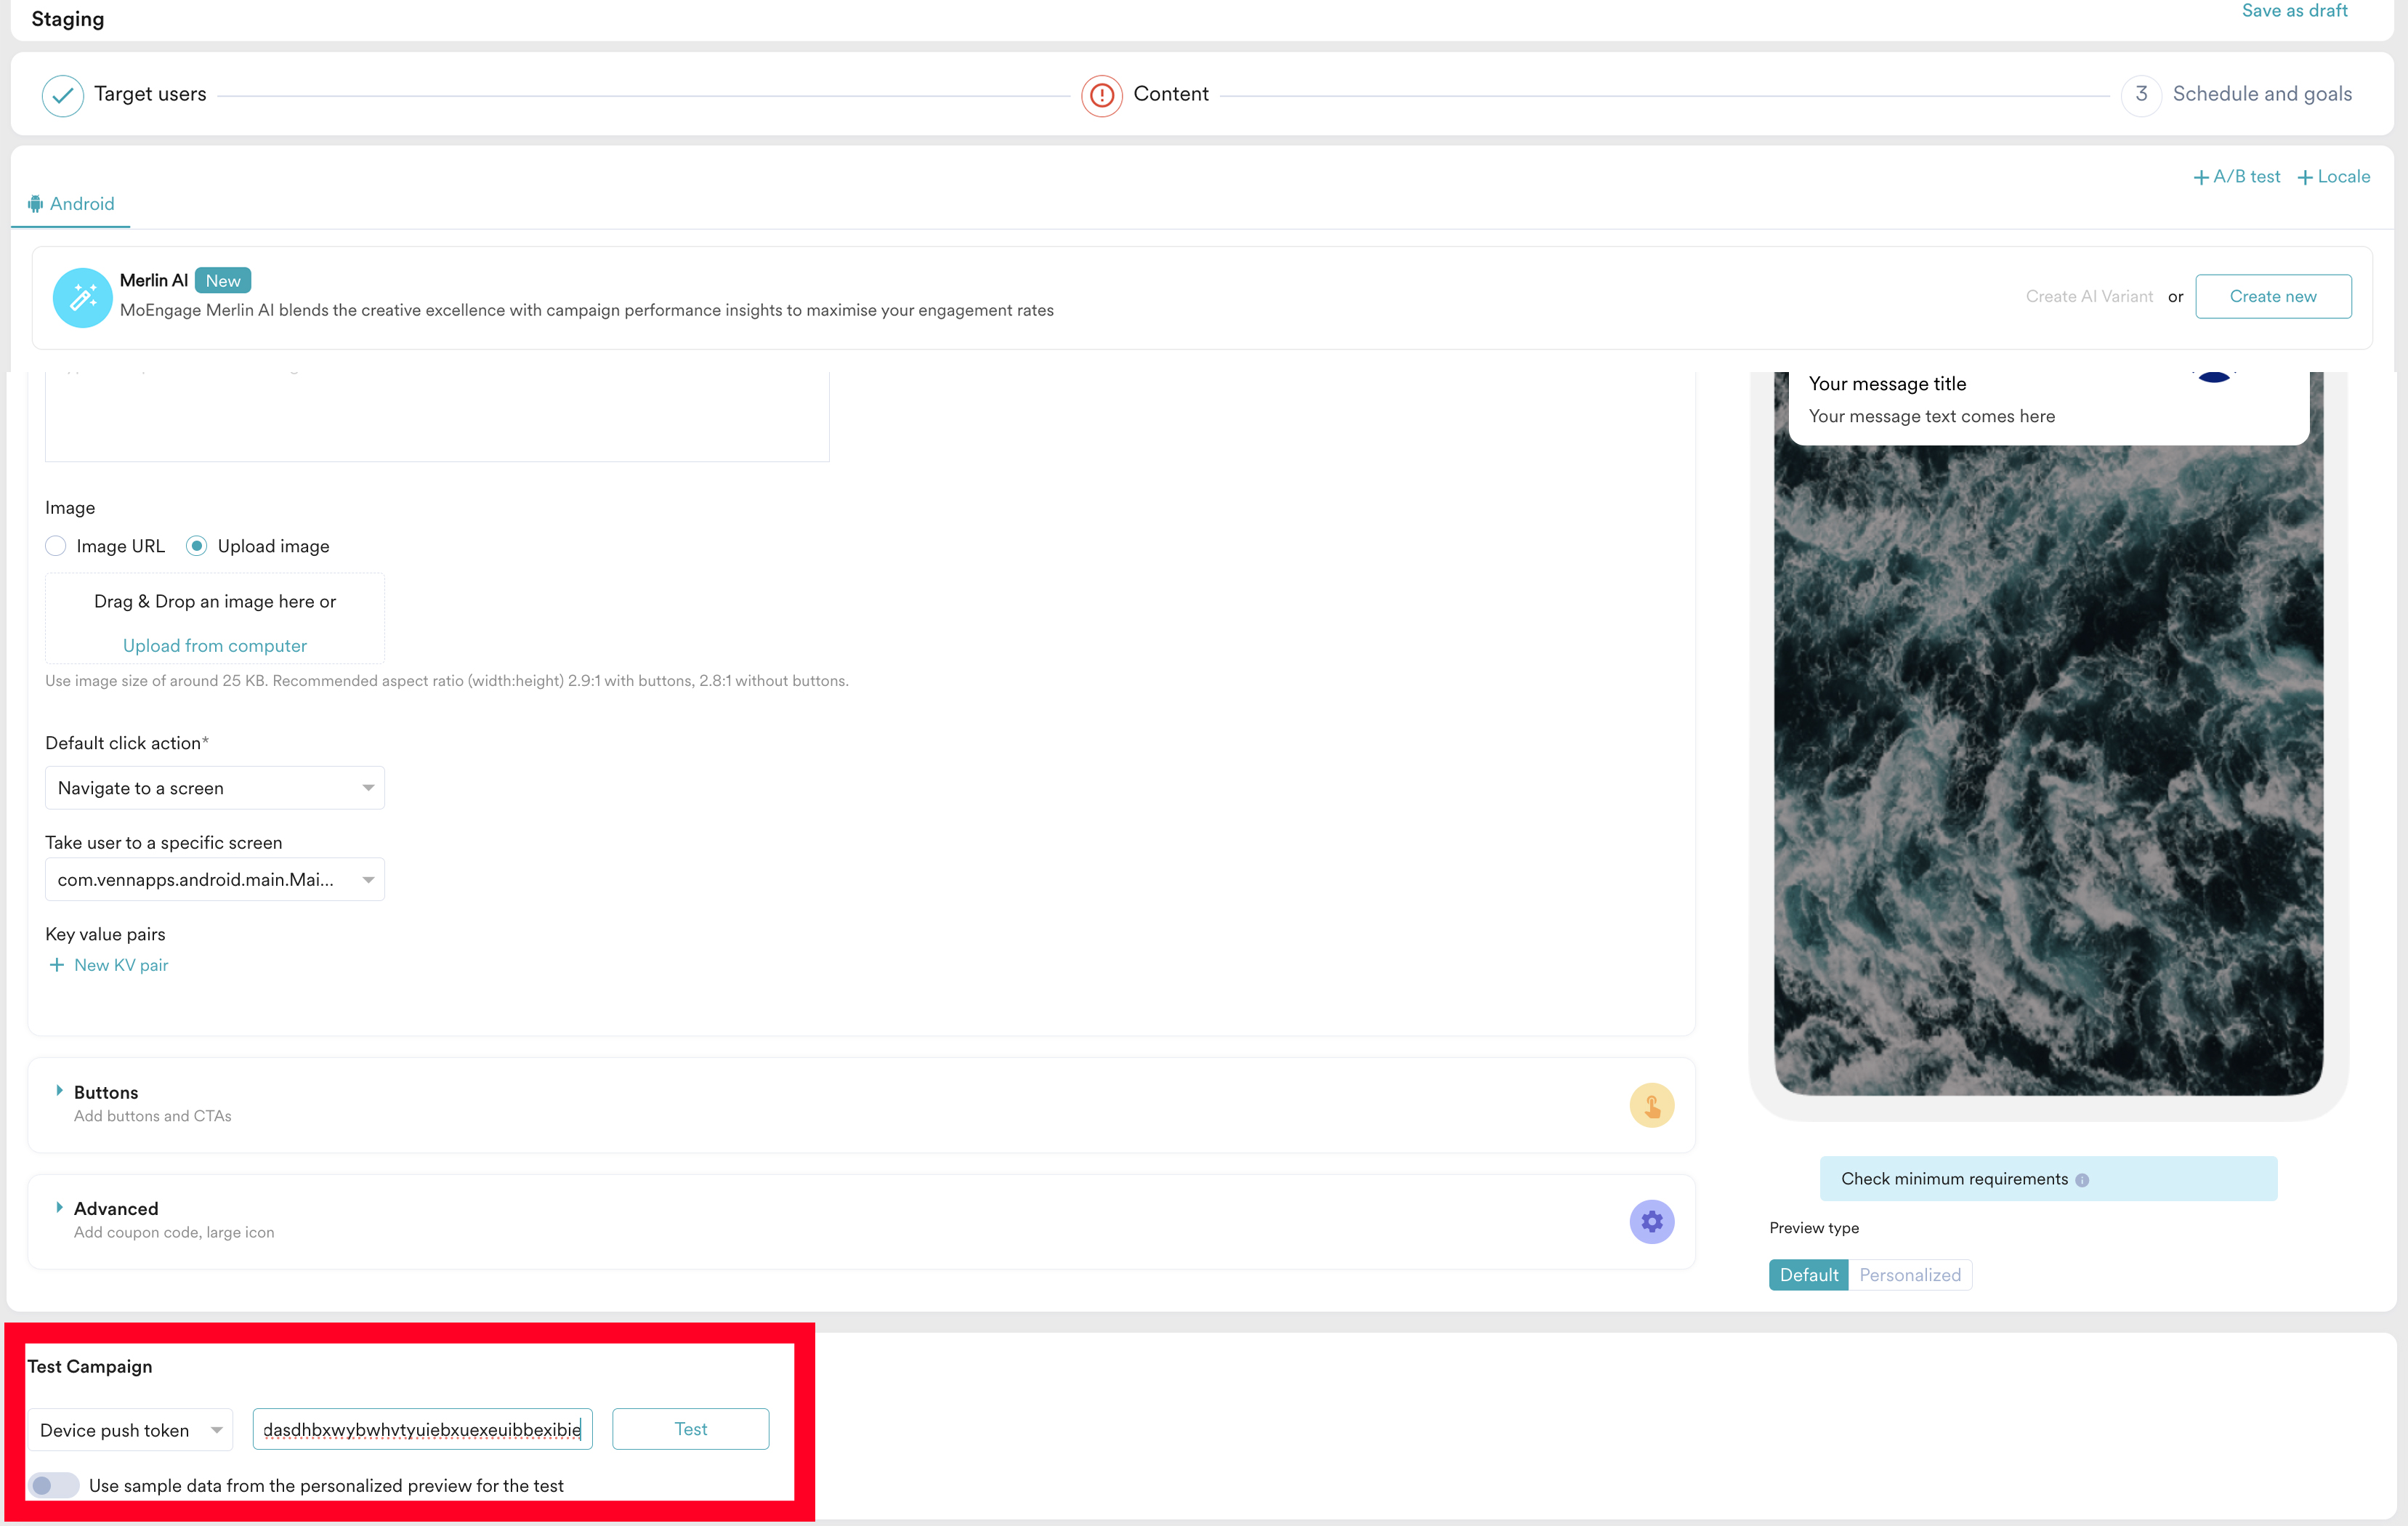 Staging
Save as draft
Target users
Content
3 Schedule and goals
+ A/B test + Locale
Android
Merlin AI New
MoEngage Merlin AI blends the creative excellence with campaign performance insights to maximise your engagement rates
Create AI Variant or Create new
Your message title
Your message text comes here
Image
Image URL Upload image
Drag & Drop an image here or
Upload from computer
Use image size of around 25 KB. Recommended aspect ratio (width:height) 2.9:1 with buttons, 2.8:1 without buttons.
Default click action*
Navigate to a screen
Take user to a specific screen
com.vennapps.android.main.Mai...
Key value pairs
+ New KV pair
Buttons
Add buttons and CTAs
Advanced
Add coupon code, large icon
Check minimum requirements
Preview type
Default Personalized
Test Campaign
Device push token
dasdhbxwybwhvtyuiebxuexeuibbexibie
Test
Use sample data from the personalized preview for the test